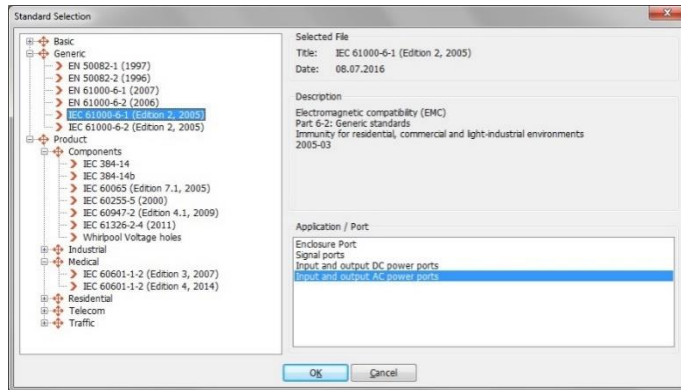 Standard Selection
Basic
Generic
EN 50082-1 (1997)
EN 50082-2 (1996)
EN 61000-6-1 (2007)
EN 61000-6-2 (2006)
IEC 61000-6-1 (Edition 2, 2005)
IEC 61000-6-2 (Edition 2, 2005)
Product
Components
IEC 384-14
IEC 384-14b
IEC 60065 (Edition 7.1, 2005)
IEC 60255-5 (2000)
IEC 60947-2 (Edition 4.1, 2009)
IEC 61326-2-4 (2011)
Whirlpool Voltage holes
Industrial
Medical
IEC 60601-1-2 (Edition 3, 2007)
IEC 60601-1-2 (Edition 4, 2014)
Residential
Telecom
Traffic
Selected File
Title: IEC 61000-6-1 (Edition 2, 2005)
Date: 08.07.2016
Description
Electromagnetic compatibility (EMC)
Part 6-2: Generic standards
Immunity for residential, commercial and light-industrial environments
2005-03
Application / Port
Enclosure Port
Signal ports
Input and output DC power ports
Input and output AC power ports
OK
Cancel